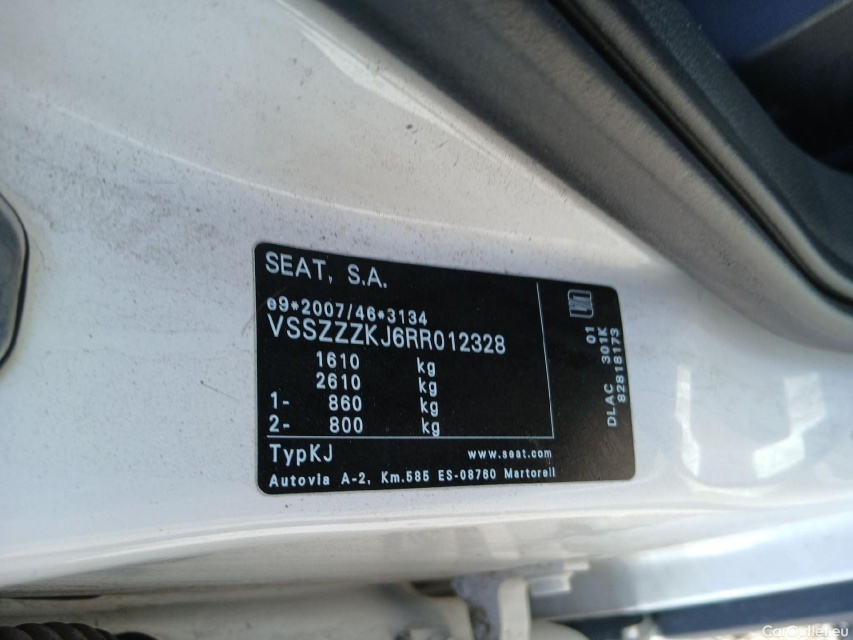 SEAT, S.A.
e9*2007/46*3134
VSSZZZKJ6RR012328
1610 kg
2610 kg
1- 860 kg
2- 800 kg
TypKJ
www.seat.com
Autovia A-2, Km.585 ES-08760 Martorell
01
DLAC 301K
82818173
CarOutlet.eu